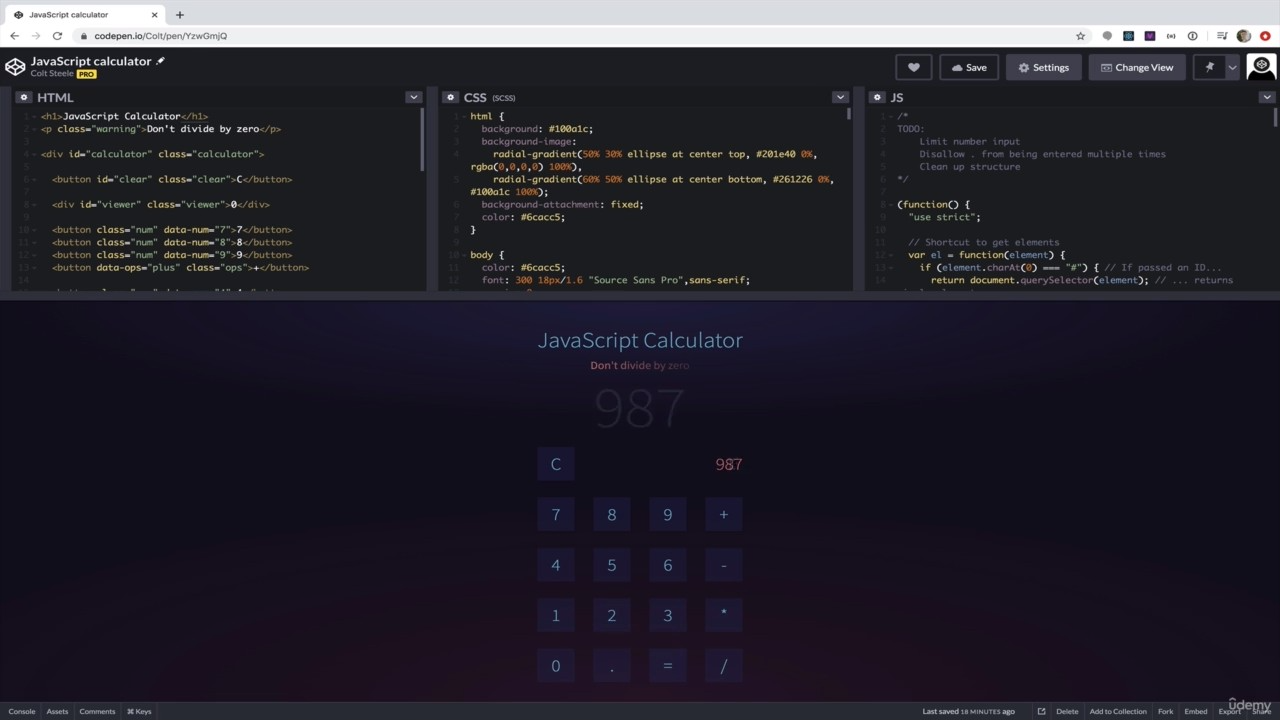 JavaScript calculator
codepen.io/Colt/pen/YzwGmjQ
JavaScript calculator
Colt Steele PRO
Save
Settings
Change View
HTML
1 <h1>JavaScript Calculator</h1>
2 <p class="warning">Don't divide by zero</p>
3
4 <div id="calculator" class="calculator">
5
6 <button id="clear" class="clear">C</button>
7
8 <div id="viewer" class="viewer">0</div>
9
10 <button class="num" data-num="7">7</button>
11 <button class="num" data-num="8">8</button>
12 <button class="num" data-num="9">9</button>
13 <button data-ops="plus" class="ops">+</button>
14
CSS (SCSS)
1 html {
2 background: #100a1c;
3 background-image:
4 radial-gradient(50% 30% ellipse at center top, #201e40 0%,
rgba(0,0,0,0) 100%),
5 radial-gradient(60% 50% ellipse at center bottom, #261226 0%,
#100a1c 100%);
6 background-attachment: fixed;
7 color: #6cacc5;
8 }
9
10 body {
11 color: #6cacc5;
12 font: 300 18px/1.6 "Source Sans Pro",sans-serif;
JS
1 /*
2 TODO:
3 Limit number input
4 Disallow . from being entered multiple times
5 Clean up structure
6 */
7
8 (function() {
9 "use strict";
10
11 // Shortcut to get elements
12 var el = function(element) {
13 if (element.charAt(0) === "#") { // If passed an ID...
14 return document.querySelector(element); // ... returns
JavaScript Calculator
Don't divide by zero
987
C 987
7 8 9 +
4 5 6 -
1 2 3 *
0 . = /
Console Assets Comments ⌘ Keys
Last saved 18 MINUTES ago
Delete Add to Collection Fork Embed Export Share
ûdemy